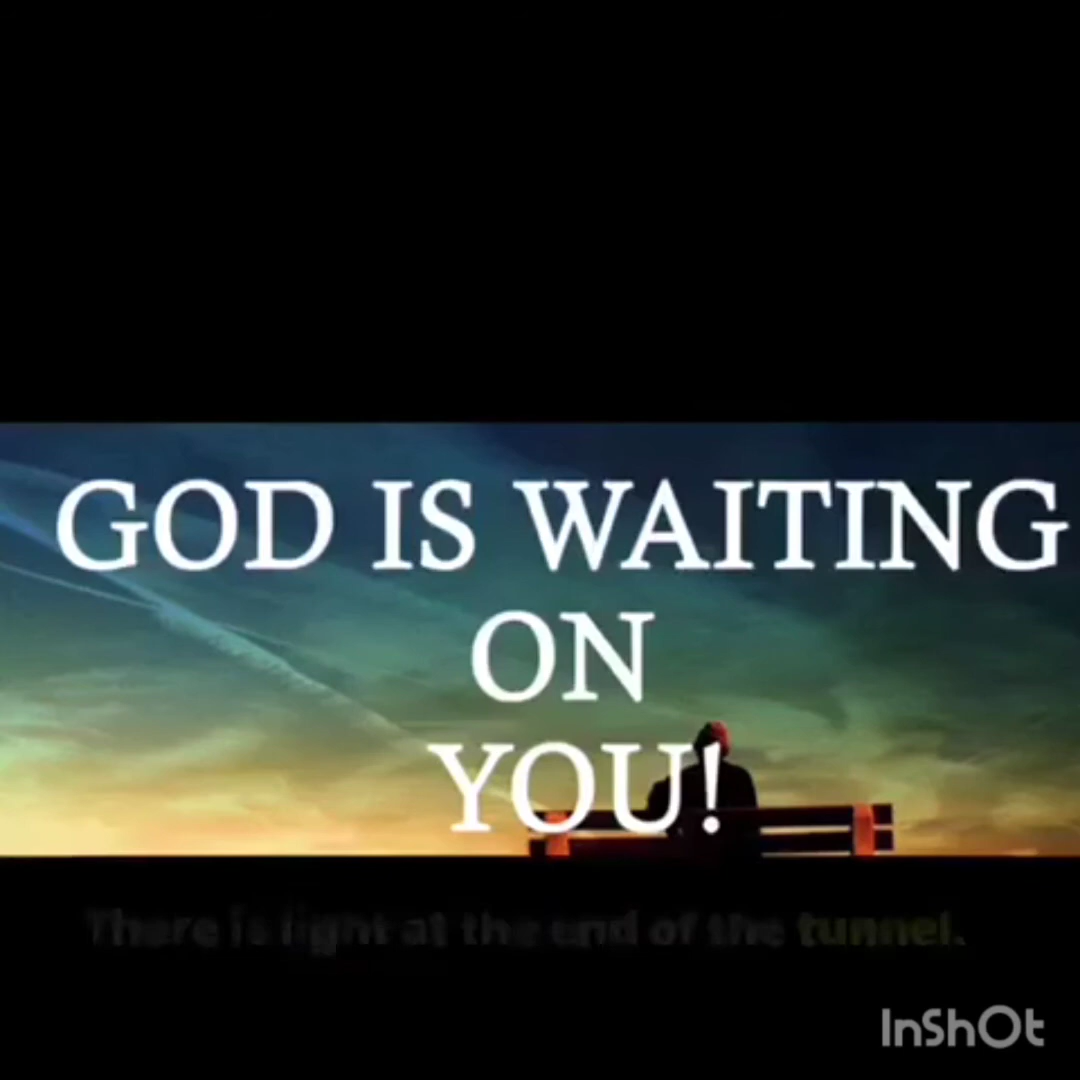 GOD IS WAITING
ON
YOU!
There is light at the end of the tunnel.
InShOt